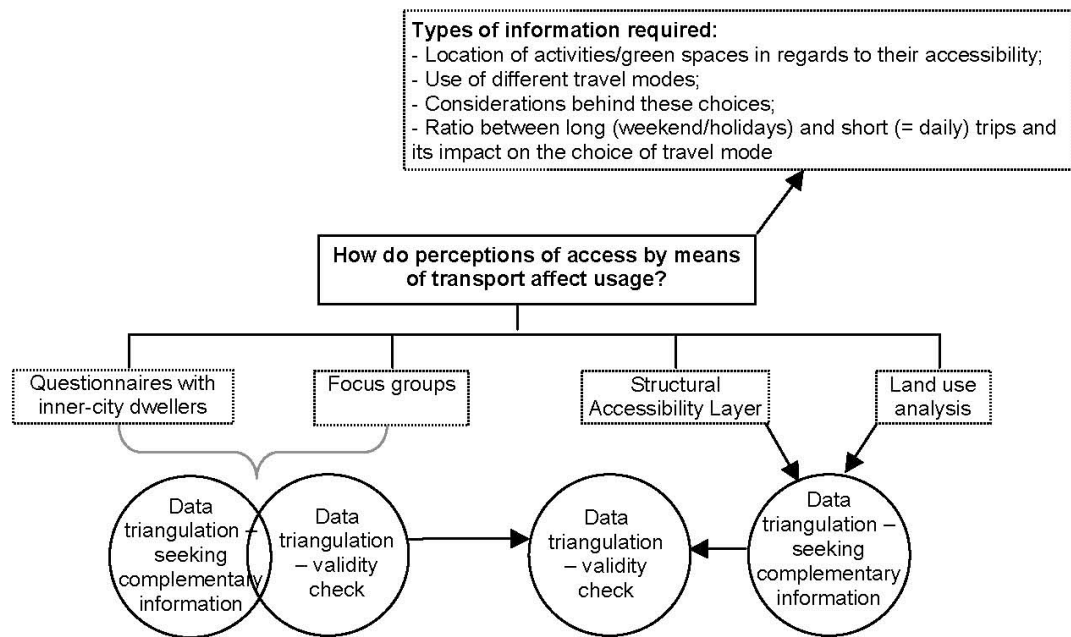 Types of information required:
- Location of activities/green spaces in regards to their accessibility;
- Use of different travel modes;
- Considerations behind these choices;
- Ratio between long (weekend/holidays) and short (= daily) trips and
its impact on the choice of travel mode
How do perceptions of access by means
of transport affect usage?
Questionnaires with
inner-city dwellers
Focus groups
Structural
Accessibility Layer
Land use
analysis
Data
triangulation –
seeking
complementary
information
Data
triangulation
– validity
check
Data
triangulation
– validity
check
Data
triangulation –
seeking
complementary
information